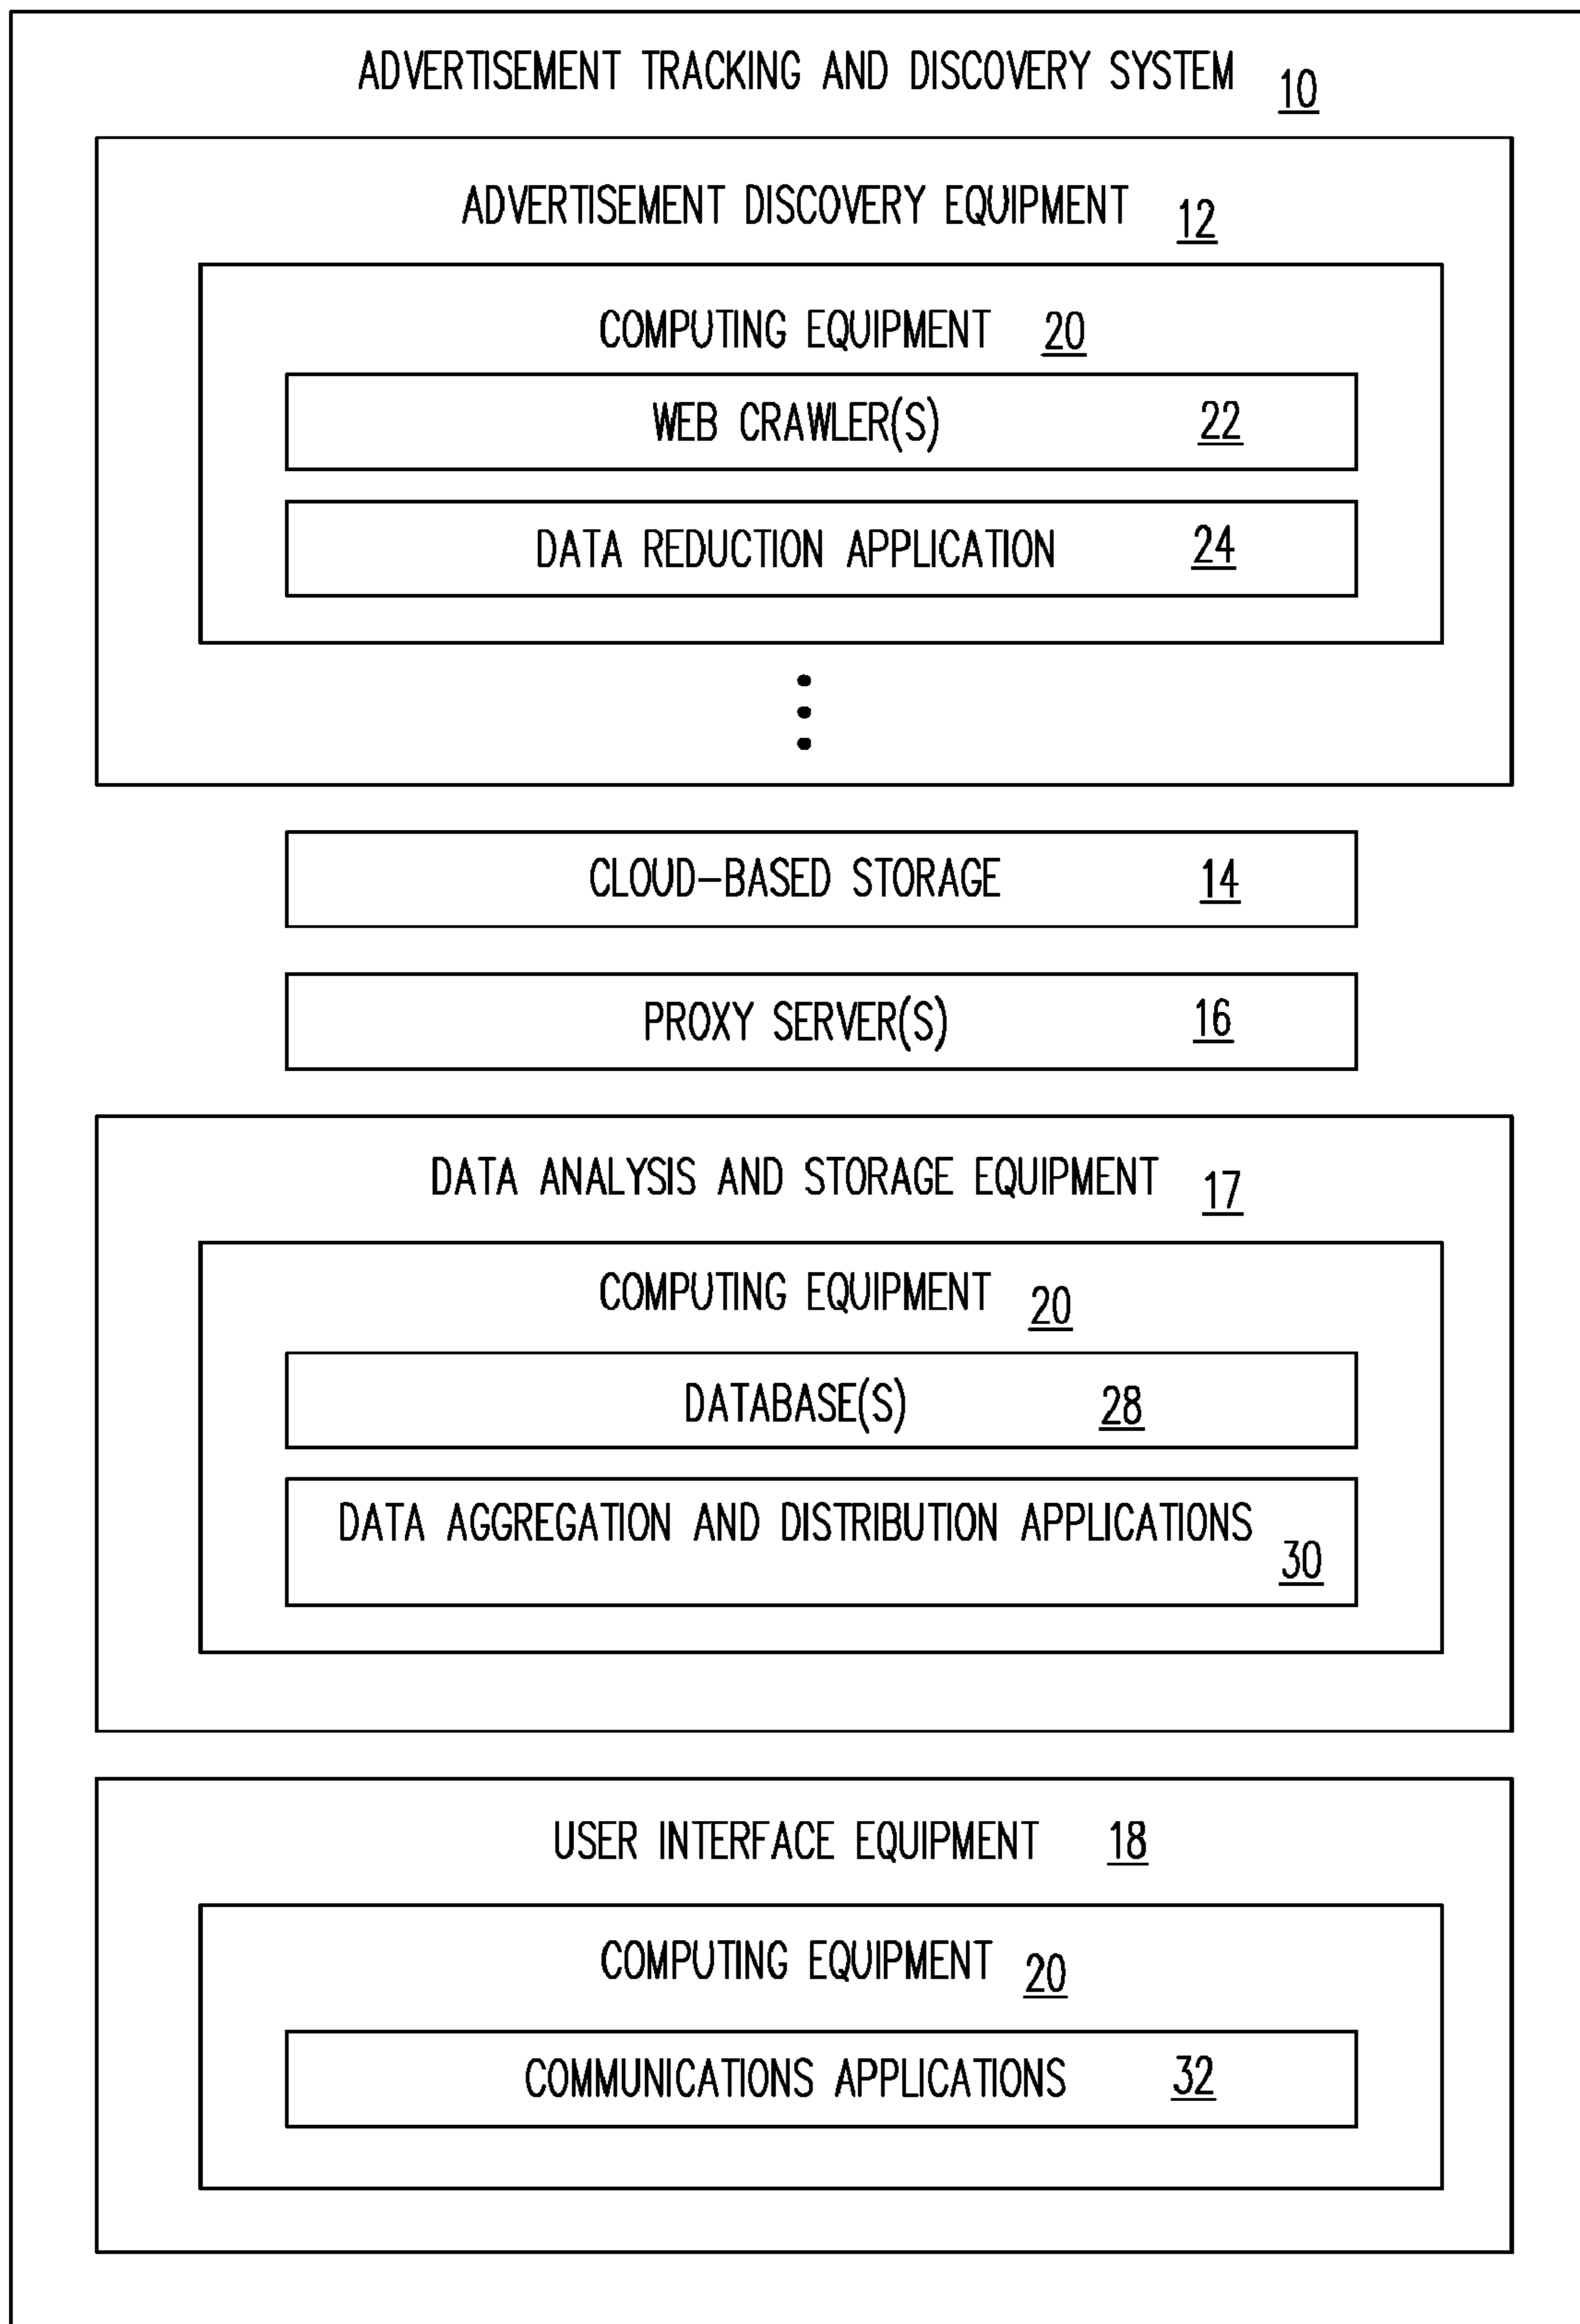 ADVERTISEMENT TRACKING AND DISCOVERY SYSTEM 10
ADVERTISEMENT DISCOVERY EQUIPMENT 12
COMPUTING EQUIPMENT 20
WEB CRAWLER(S) 22
DATA REDUCTION APPLICATION 24
CLOUD-BASED STORAGE 14
PROXY SERVER(S) 16
DATA ANALYSIS AND STORAGE EQUIPMENT 17
COMPUTING EQUIPMENT 20
DATABASE(S) 28
DATA AGGREGATION AND DISTRIBUTION APPLICATIONS
30
USER INTERFACE EQUIPMENT 18
COMPUTING EQUIPMENT 20
COMMUNICATIONS APPLICATIONS 32